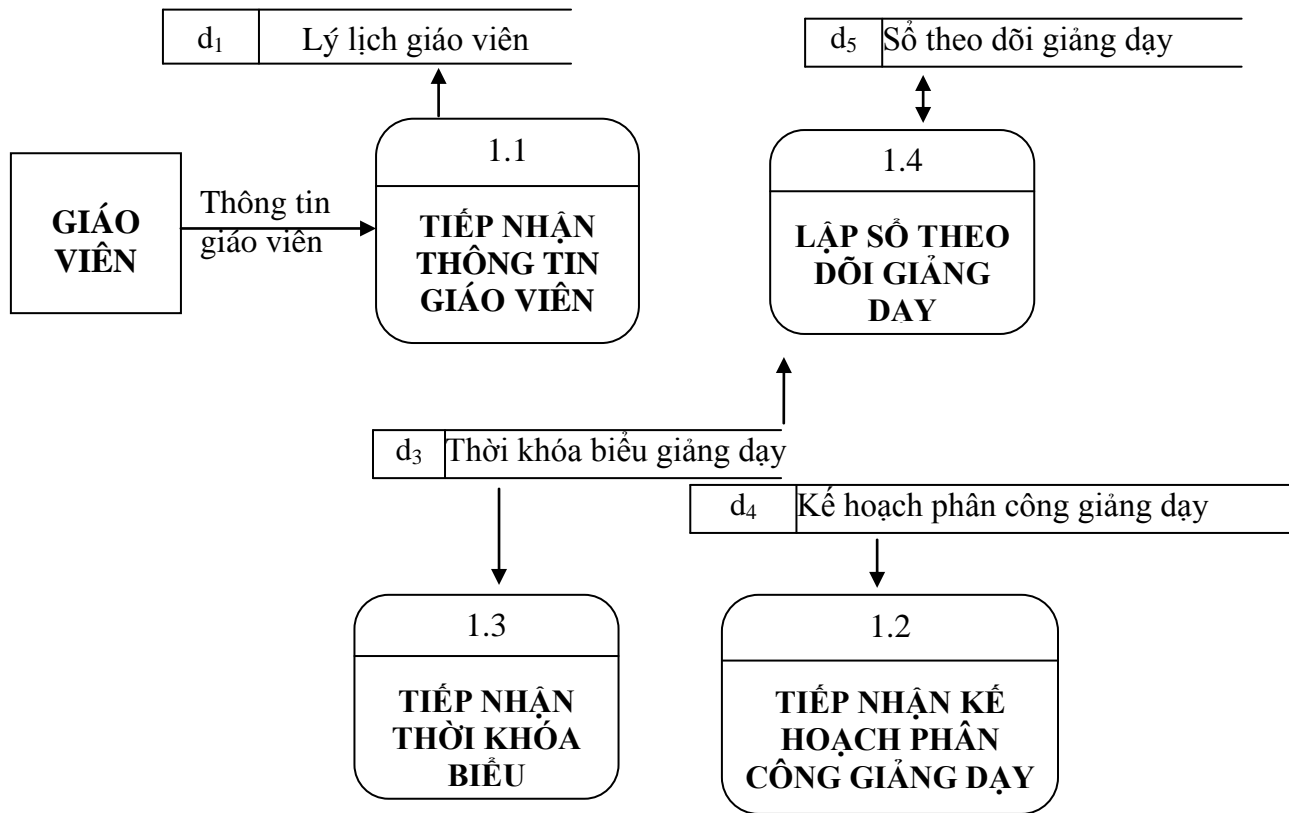 d₁ Lý lịch giáo viên
d₅ Sổ theo dõi giảng dạy
GIÁO
VIÊN
Thông tin
giáo viên
1.1
TIẾP NHẬN
THÔNG TIN
GIÁO VIÊN
1.4
LẬP SỔ THEO
DÕI GIẢNG
DẠY
d₃ Thời khóa biểu giảng dạy
d₄ Kế hoạch phân công giảng dạy
1.3
TIẾP NHẬN
THỜI KHÓA
BIỂU
1.2
TIẾP NHẬN KẾ
HOẠCH PHÂN
CÔNG GIẢNG DẠY